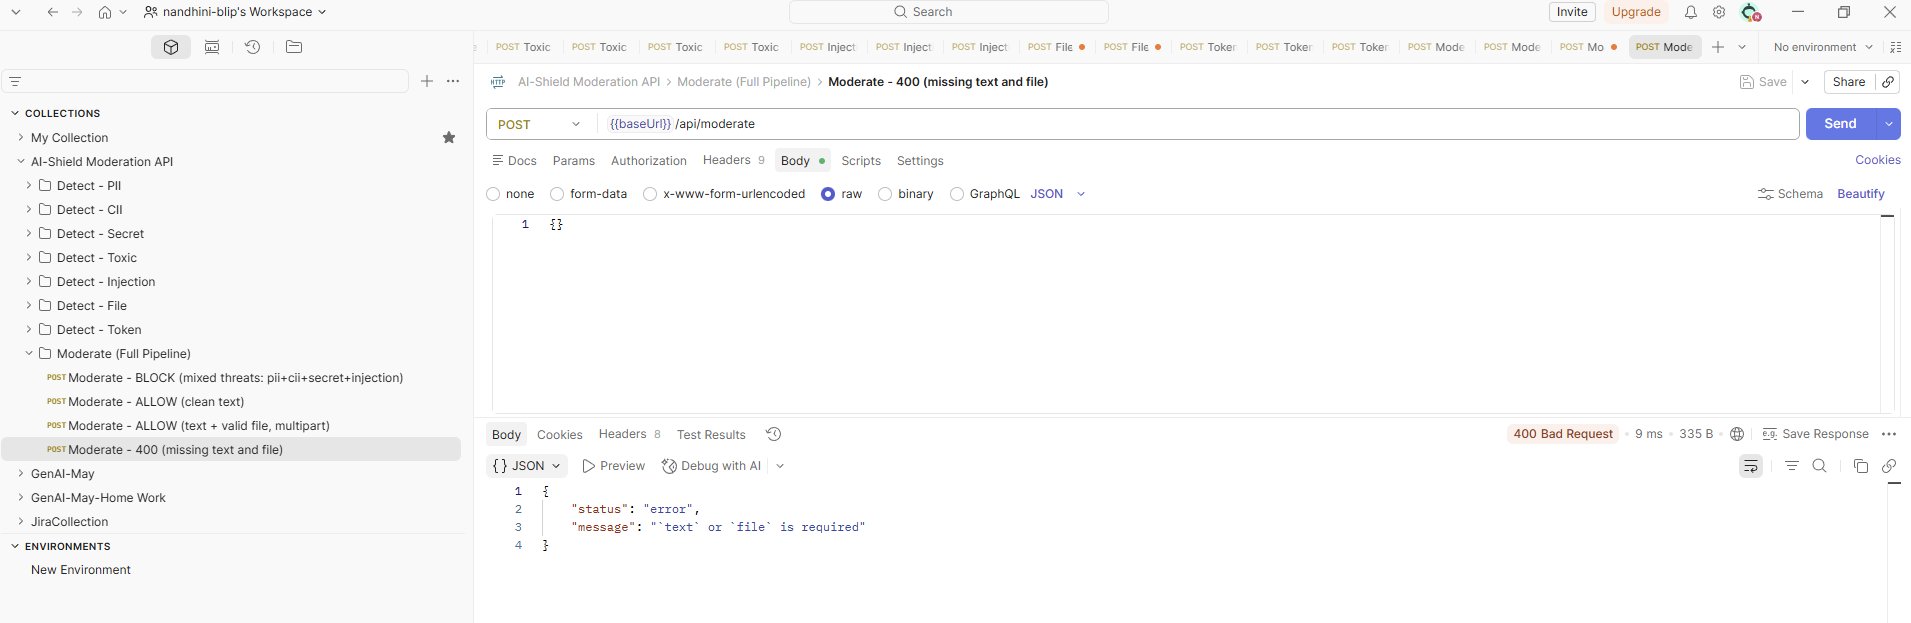 nandhini-blip's Workspace
Search
Invite
Upgrade
POST Toxic
POST Toxic
POST Toxic
POST Toxic
POST Inject
POST Inject
POST Inject
POST File
POST File
POST Token
POST Token
POST Token
POST Mode
POST Mode
POST Mo
POST Mode
No environment
AI-Shield Moderation API > Moderate (Full Pipeline) > Moderate - 400 (missing text and file)
Save
Share
COLLECTIONS
My Collection
AI-Shield Moderation API
Detect - PII
Detect - CII
Detect - Secret
Detect - Toxic
Detect - Injection
Detect - File
Detect - Token
Moderate (Full Pipeline)
POST Moderate - BLOCK (mixed threats: pii+cii+secret+injection)
POST Moderate - ALLOW (clean text)
POST Moderate - ALLOW (text + valid file, multipart)
POST Moderate - 400 (missing text and file)
GenAI-May
GenAI-May-Home Work
JiraCollection
ENVIRONMENTS
New Environment
HTTP
POST
{{baseUrl}} /api/moderate
Send
Docs Params Authorization Headers 9 Body Scripts Settings
Cookies
none form-data x-www-form-urlencoded raw binary GraphQL JSON
Schema Beautify
1 {}
Body Cookies Headers 8 Test Results
400 Bad Request • 9 ms • 335 B
e.g. Save Response
{} JSON Preview Debug with AI
1 {
2 "status": "error",
3 "message": "`text` or `file` is required"
4 }